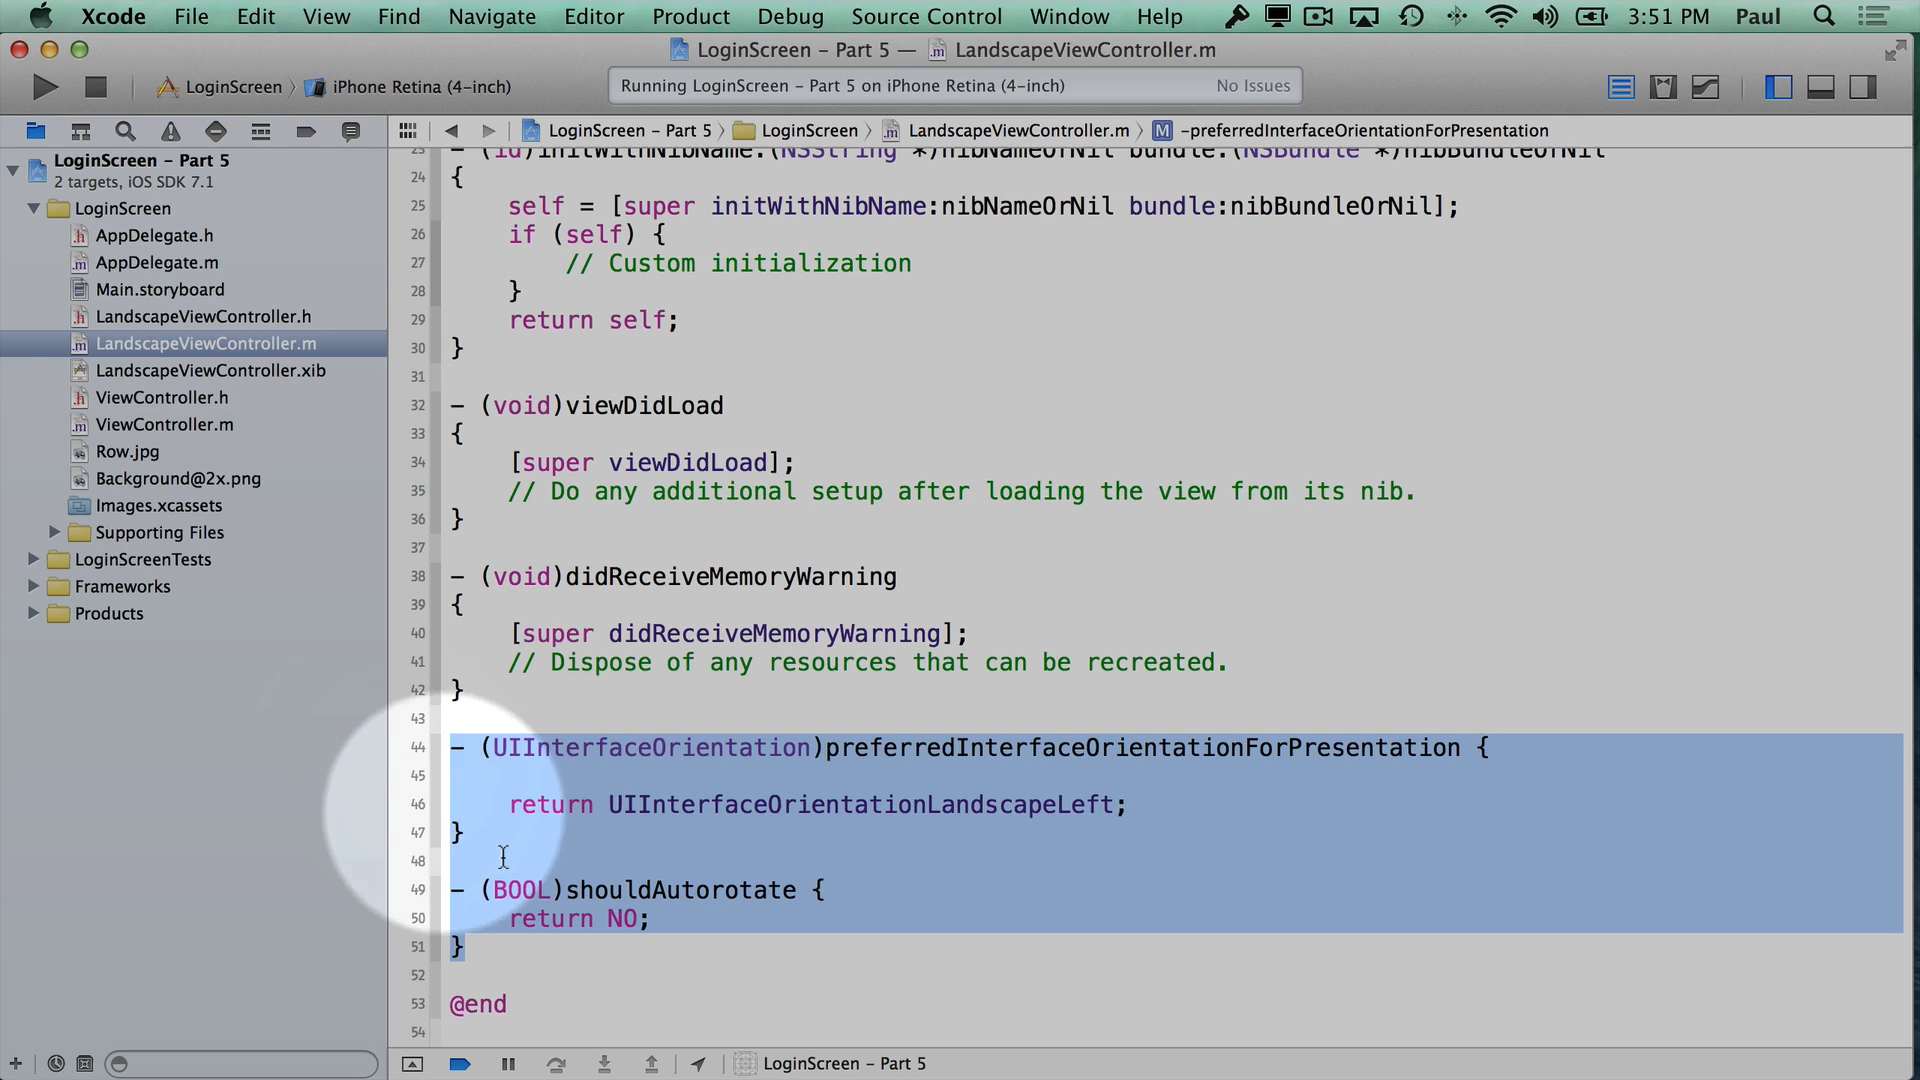 Xcode File Edit View Find Navigate Editor Product Debug Source Control Window Help 3:51 PM Paul
LoginScreen - Part 5 — LandscapeViewController.m
LoginScreen iPhone Retina (4-inch)
Running LoginScreen - Part 5 on iPhone Retina (4-inch) No Issues
LoginScreen - Part 5 LoginScreen LandscapeViewController.m -preferredInterfaceOrientationForPresentation
LoginScreen - Part 5
2 targets, iOS SDK 7.1
LoginScreen
AppDelegate.h
AppDelegate.m
Main.storyboard
LandscapeViewController.h
LandscapeViewController.m
LandscapeViewController.xib
ViewController.h
ViewController.m
Row.jpg
Background@2x.png
Images.xcassets
Supporting Files
LoginScreenTests
Frameworks
Products
23 - (id)initWithNibName:(NSString *)nibNameOrNil bundle:(NSBundle *)nibBundleOrNil
24 {
25 self = [super initWithNibName:nibNameOrNil bundle:nibBundleOrNil];
26 if (self) {
27 // Custom initialization
28 }
29 return self;
30 }
31
32 - (void)viewDidLoad
33 {
34 [super viewDidLoad];
35 // Do any additional setup after loading the view from its nib.
36 }
37
38 - (void)didReceiveMemoryWarning
39 {
40 [super didReceiveMemoryWarning];
41 // Dispose of any resources that can be recreated.
42 }
43
44 - (UIInterfaceOrientation)preferredInterfaceOrientationForPresentation {
45
46 return UIInterfaceOrientationLandscapeLeft;
47 }
48
49 - (BOOL)shouldAutorotate {
50 return NO;
51 }
52
53 @end
54
LoginScreen - Part 5